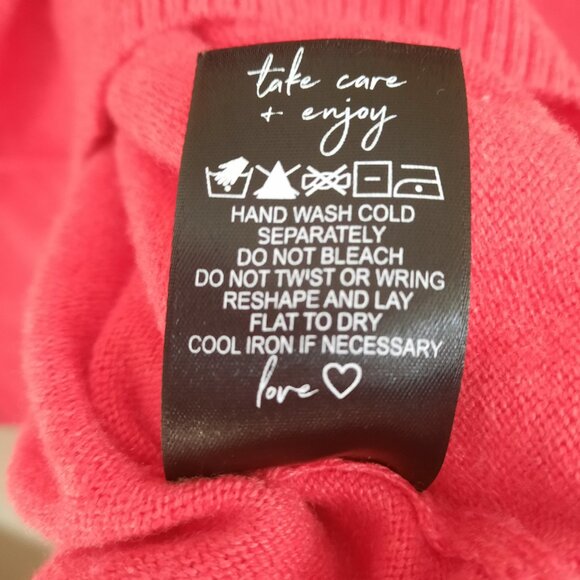 take care
+ enjoy
HAND WASH COLD
SEPARATELY
DO NOT BLEACH
DO NOT TWIST OR WRING
RESHAPE AND LAY
FLAT TO DRY
COOL IRON IF NECESSARY
love ♡